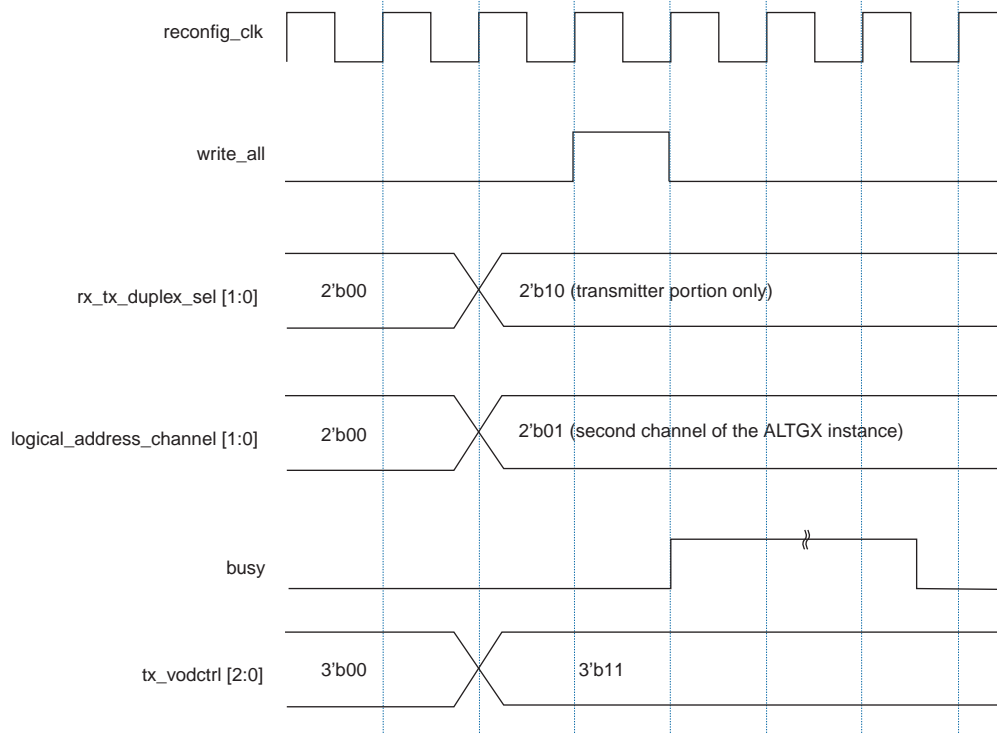 reconfig_clk
write_all
rx_tx_duplex_sel [1:0]
2’b00
2’b10 (transmitter portion only)
logical_address_channel [1:0]
2’b00
2’b01 (second channel of the ALTGX instance)
busy
tx_vodctrl [2:0]
3’b00
3’b11